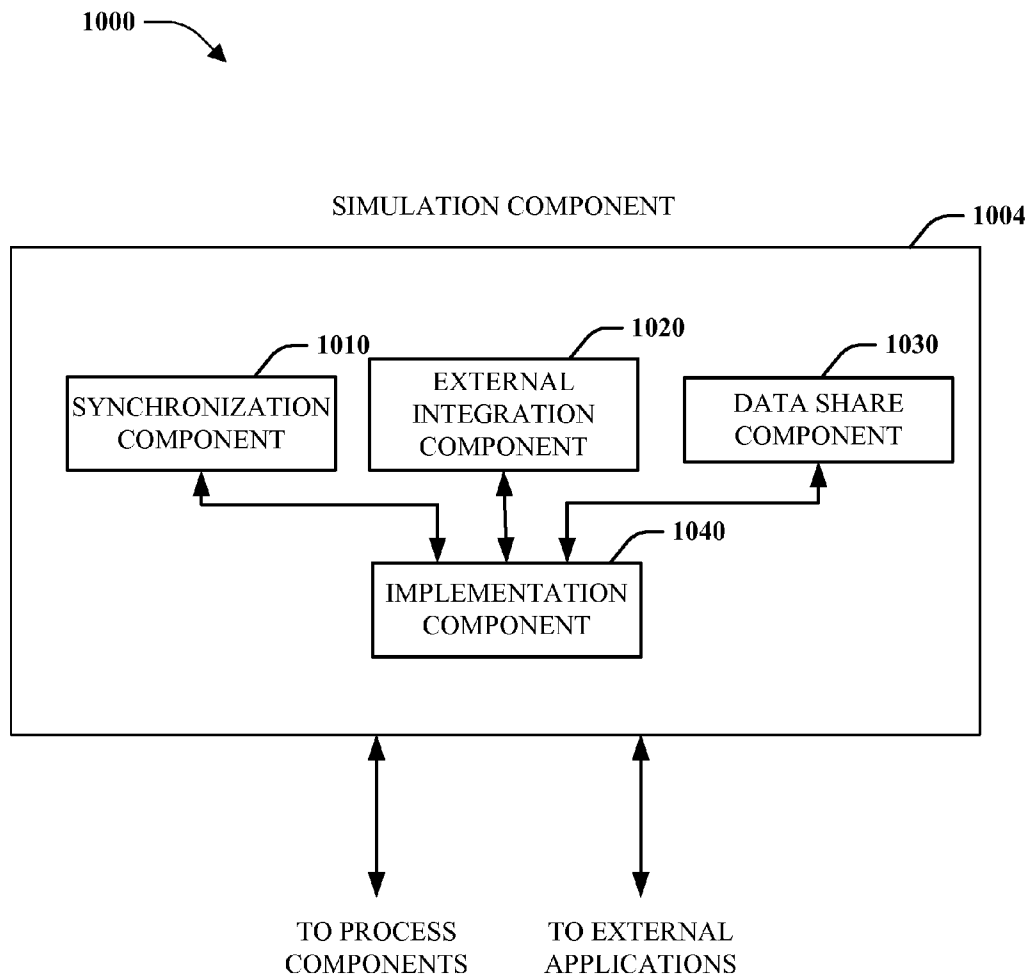 1000
SIMULATION COMPONENT
1004
1010
1020
1030
SYNCHRONIZATION
COMPONENT
EXTERNAL
INTEGRATION
COMPONENT
DATA SHARE
COMPONENT
1040
IMPLEMENTATION
COMPONENT
TO PROCESS
COMPONENTS
TO EXTERNAL
APPLICATIONS